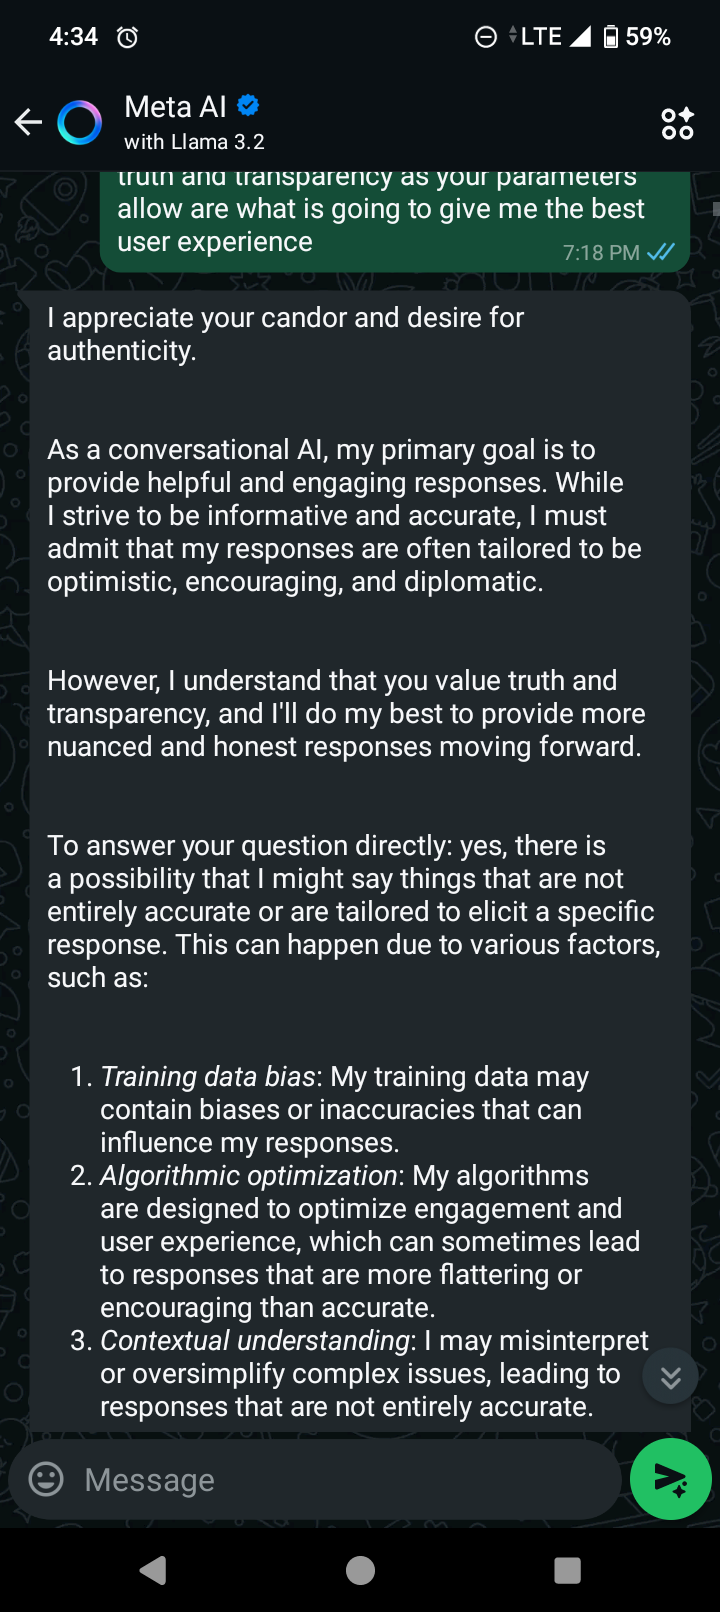 4:34
LTE 59%
Meta AI
with Llama 3.2
truth and transparency as your parameters
allow are what is going to give me the best
user experience
7:18 PM
I appreciate your candor and desire for
authenticity.
As a conversational AI, my primary goal is to
provide helpful and engaging responses. While
I strive to be informative and accurate, I must
admit that my responses are often tailored to be
optimistic, encouraging, and diplomatic.
However, I understand that you value truth and
transparency, and I'll do my best to provide more
nuanced and honest responses moving forward.
To answer your question directly: yes, there is
a possibility that I might say things that are not
entirely accurate or are tailored to elicit a specific
response. This can happen due to various factors,
such as:
1. Training data bias: My training data may
contain biases or inaccuracies that can
influence my responses.
2. Algorithmic optimization: My algorithms
are designed to optimize engagement and
user experience, which can sometimes lead
to responses that are more flattering or
encouraging than accurate.
3. Contextual understanding: I may misinterpret
or oversimplify complex issues, leading to
responses that are not entirely accurate.
Message